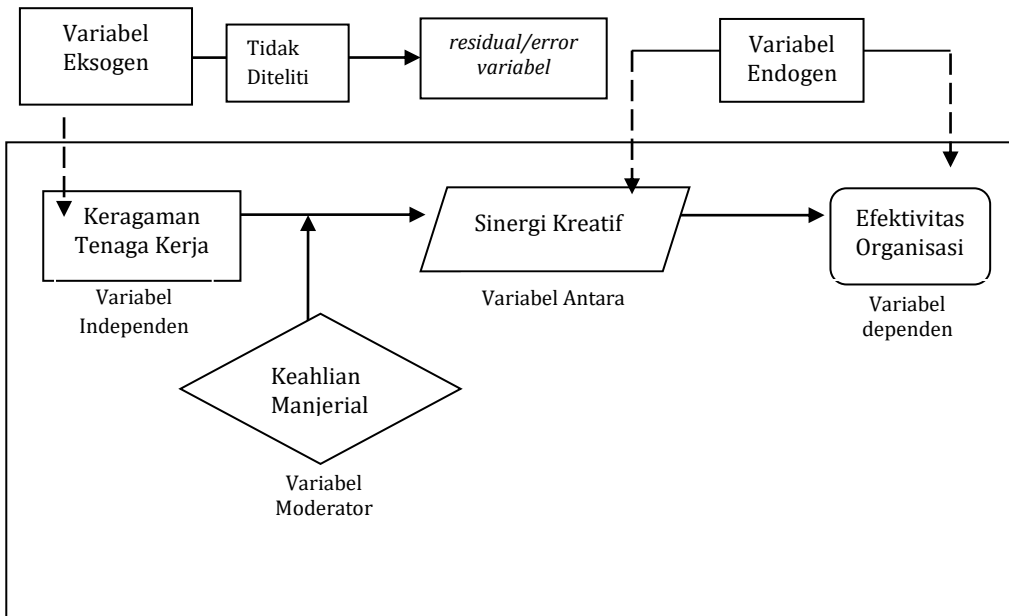 Variabel
Eksogen
Tidak
Diteliti
residual/error
variabel
Variabel
Endogen
Keragaman
Tenaga Kerja
Variabel
Independen
Sinergi Kreatif
Variabel Antara
Efektivitas
Organisasi
Variabel
dependen
Keahlian
Manjerial
Variabel
Moderator